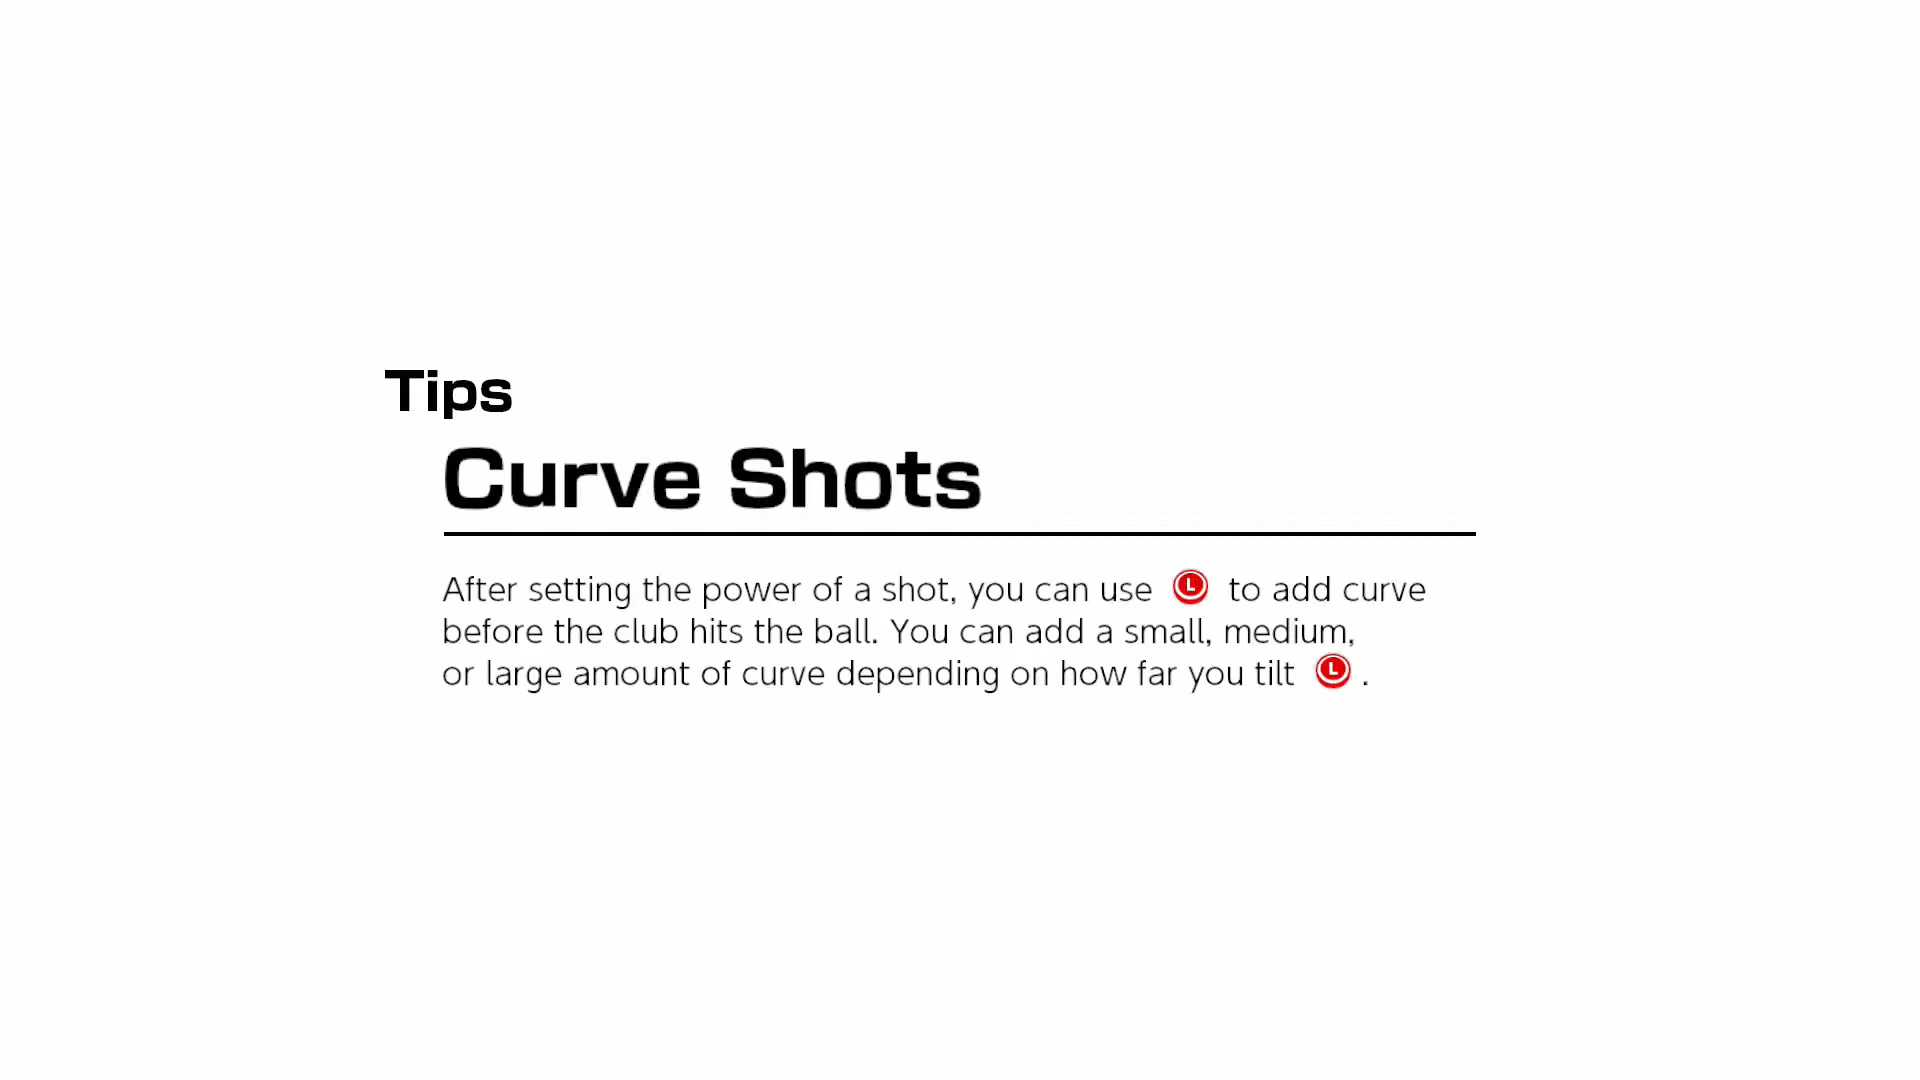 Tips
Curve Shots
After setting the power of a shot, you can use L to add curve
before the club hits the ball. You can add a small, medium,
or large amount of curve depending on how far you tilt L .